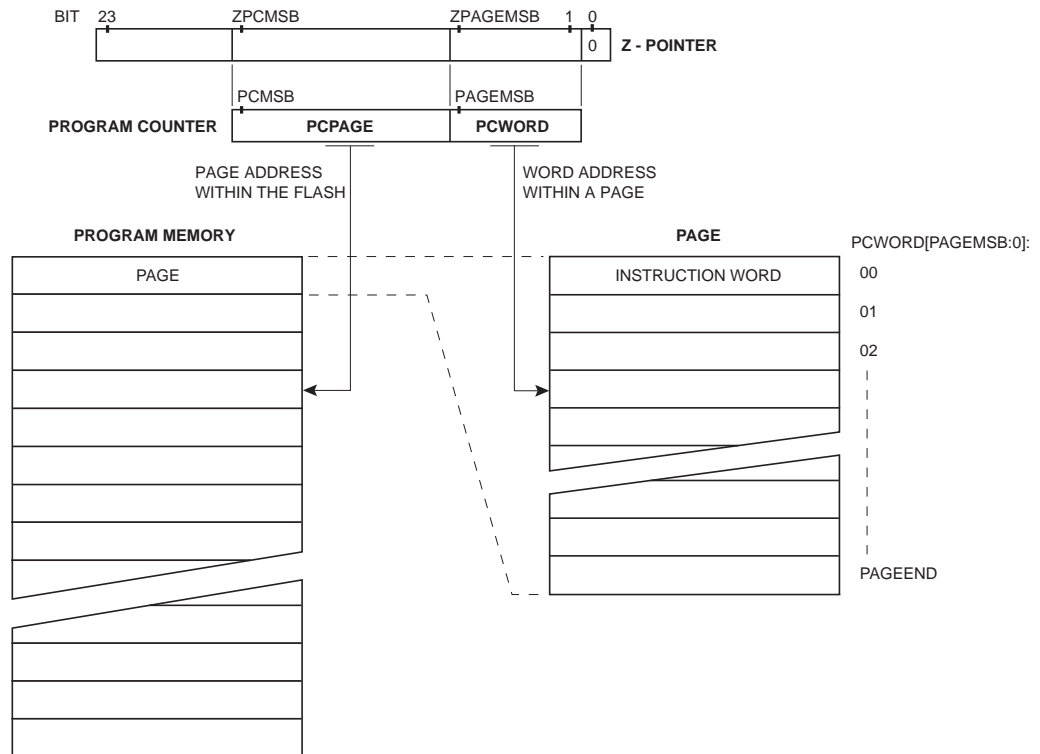 BIT 23 ZPCMSB ZPAGEMSB 1 0
0 Z - POINTER
PCMSB PAGEMSB
PROGRAM COUNTER PCPAGE PCWORD
PAGE ADDRESS
WITHIN THE FLASH
WORD ADDRESS
WITHIN A PAGE
PROGRAM MEMORY
PAGE
PAGE
PCWORD[PAGEMSB:0]:
INSTRUCTION WORD
00
01
02
PAGEEND